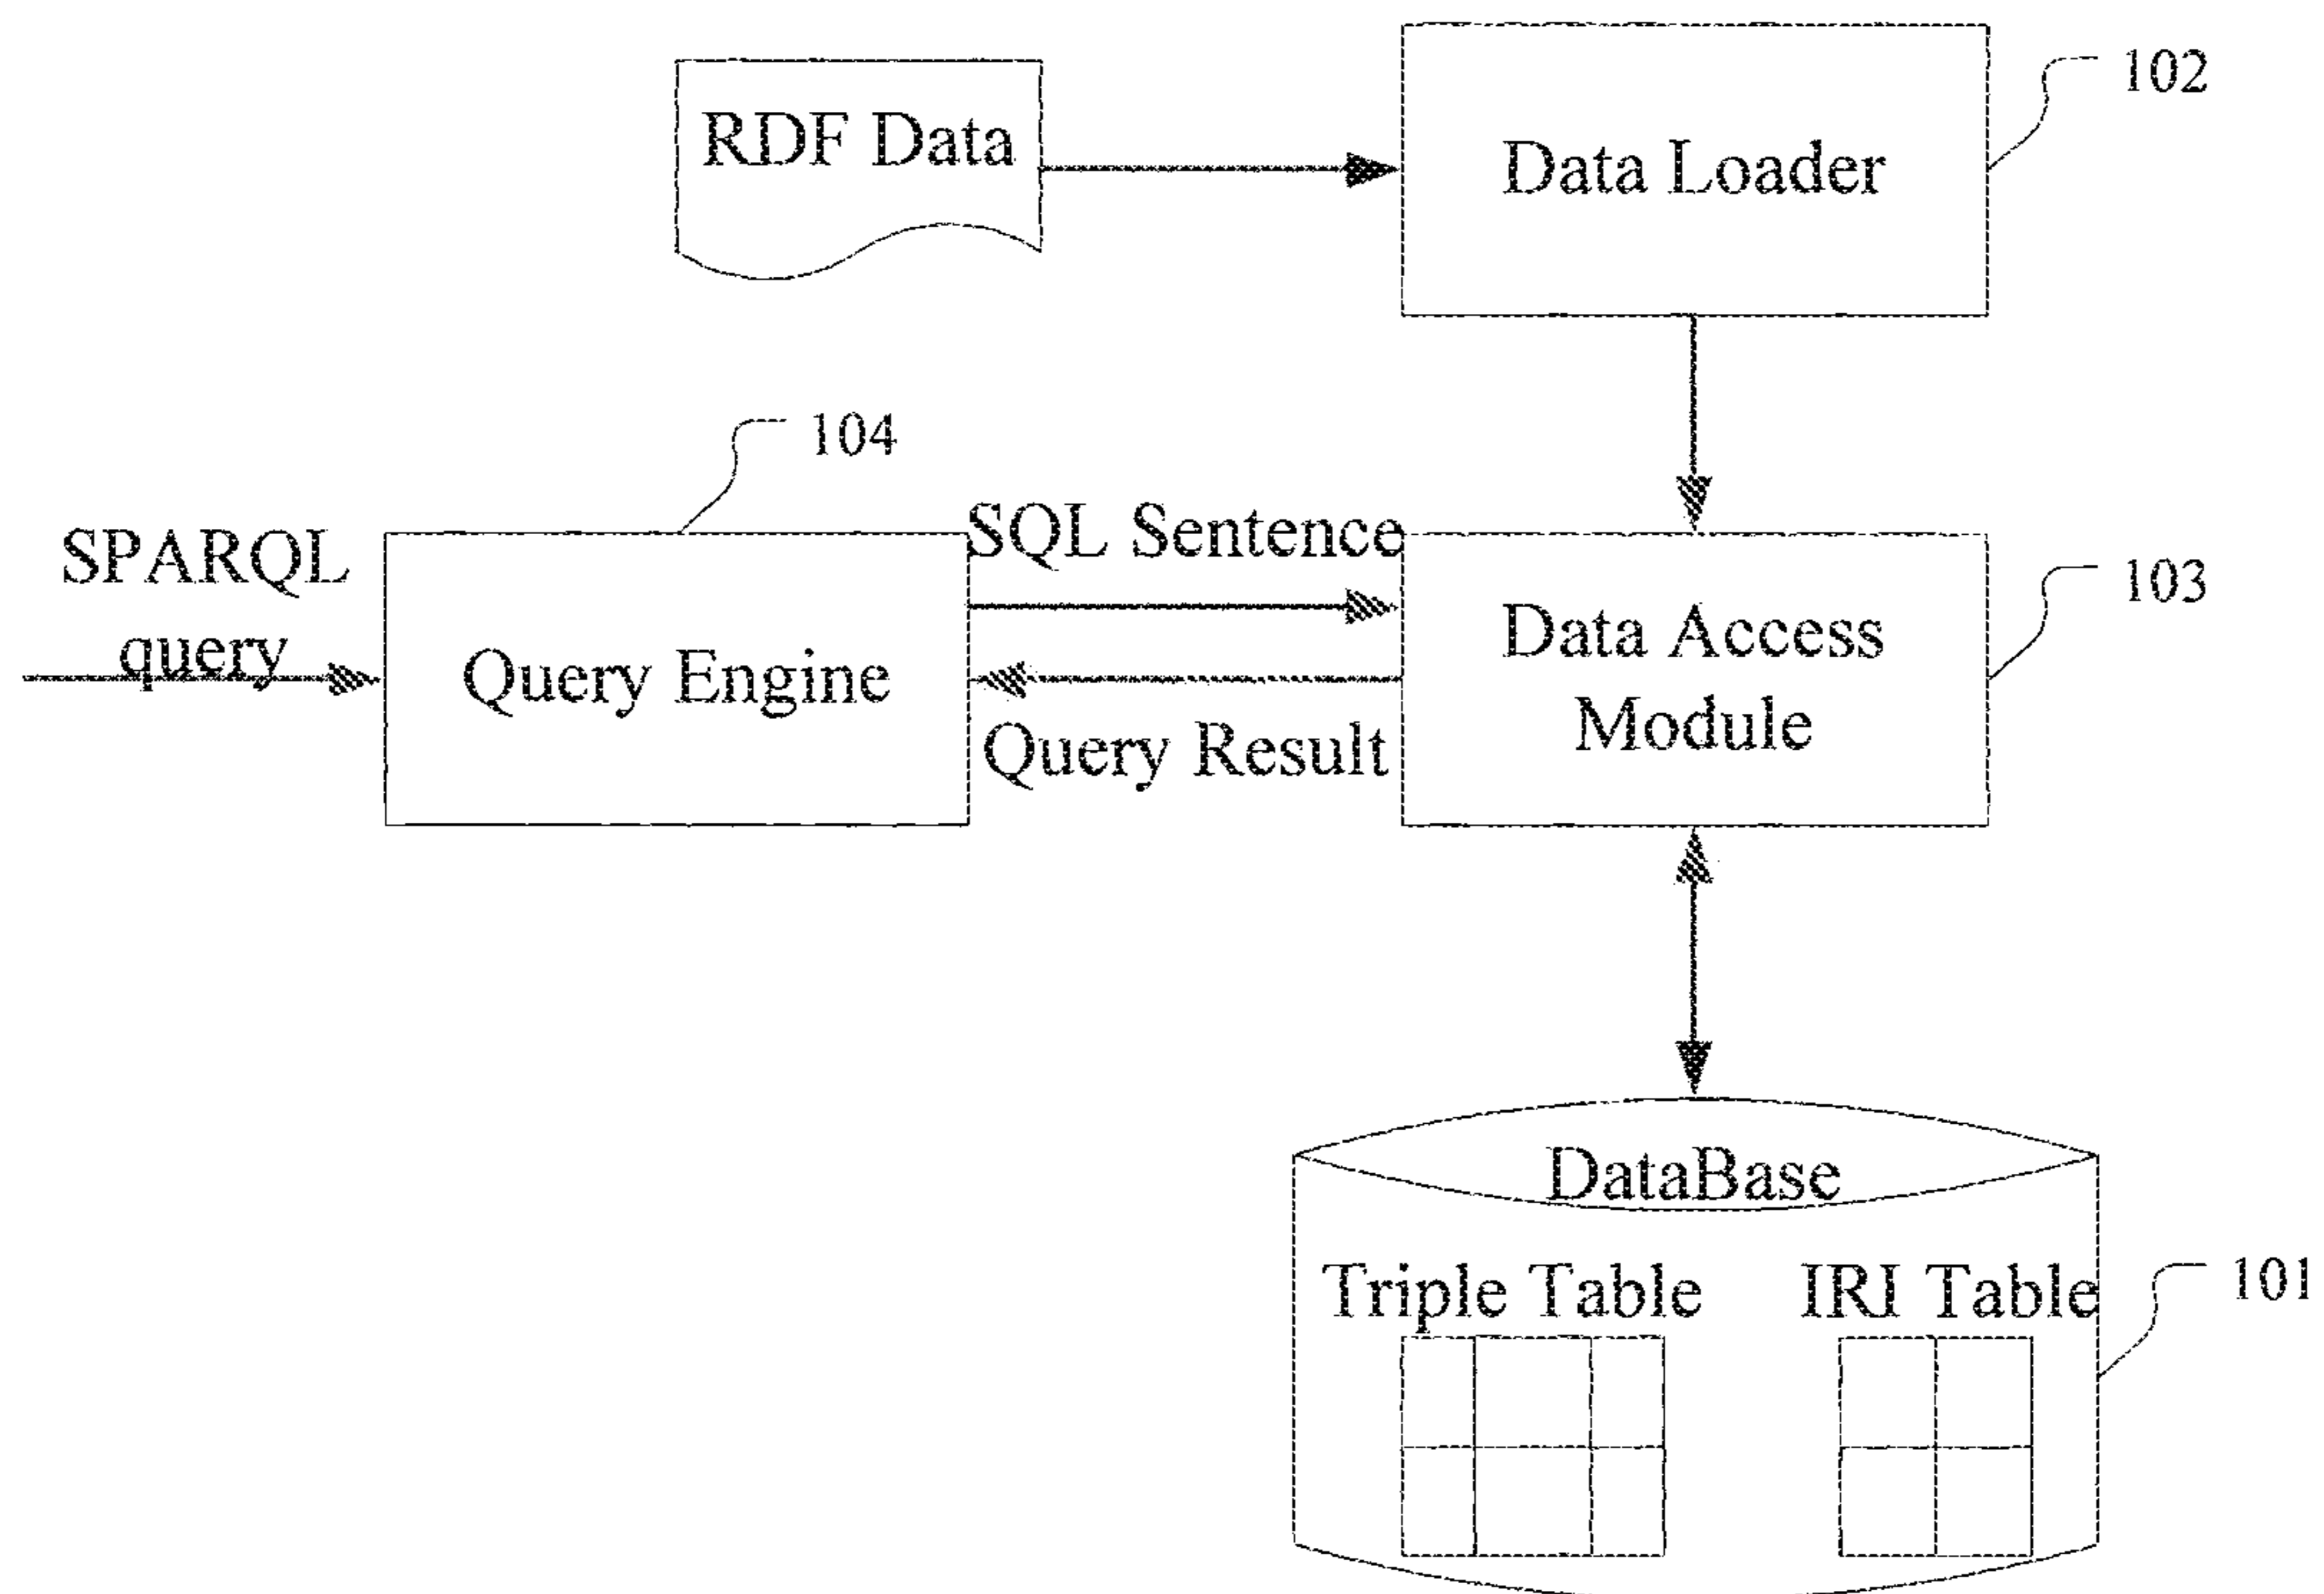 RDF Data
Data Loader
102
104
SPARQL
query
Query Engine
SQL Sentence
Query Result
Data Access
Module
103
DataBase
Triple Table
IRI Table
101